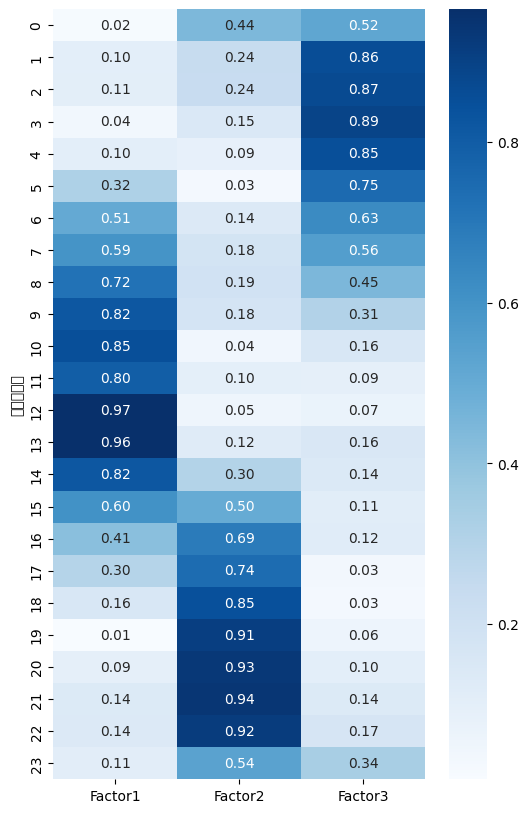 0 0.02 0.44 0.52
1 0.10 0.24 0.86
2 0.11 0.24 0.87
3 0.04 0.15 0.89
4 0.10 0.09 0.85
5 0.32 0.03 0.75
6 0.51 0.14 0.63
7 0.59 0.18 0.56
8 0.72 0.19 0.45
9 0.82 0.18 0.31
10 0.85 0.04 0.16
11 0.80 0.10 0.09
12 0.97 0.05 0.07
13 0.96 0.12 0.16
14 0.82 0.30 0.14
15 0.60 0.50 0.11
16 0.41 0.69 0.12
17 0.30 0.74 0.03
18 0.16 0.85 0.03
19 0.01 0.91 0.06
20 0.09 0.93 0.10
21 0.14 0.94 0.14
22 0.14 0.92 0.17
23 0.11 0.54 0.34
Factor1 Factor2 Factor3
0.8
0.6
0.4
0.2